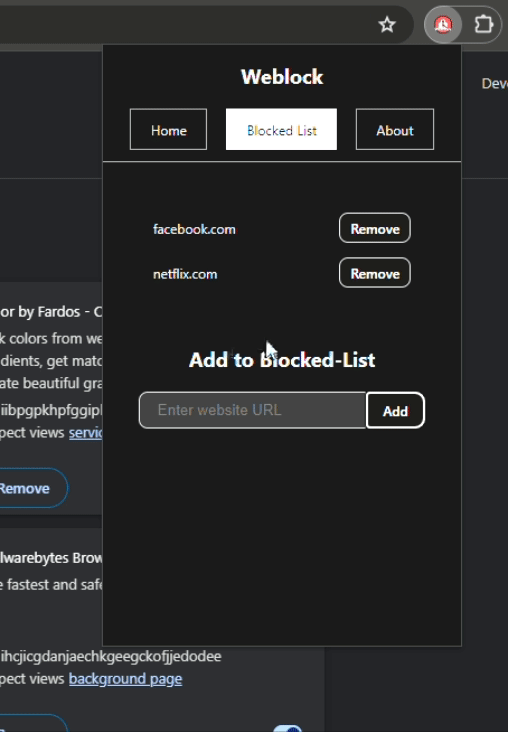 Deve
Weblock
Home
Blocked List
About
facebook.com
Remove
netflix.com
Remove
Add to Blocked-List
Enter website URL
Add
or by Fardos - C
k colors from we
dients, get matc
ate beautiful gra
iibpgpkhpfggipl
pect views servic
Remove
lwarebytes Brow
e fastest and safe
ihcjicgdanjaechkgeegckofjjedodee
pect views background page